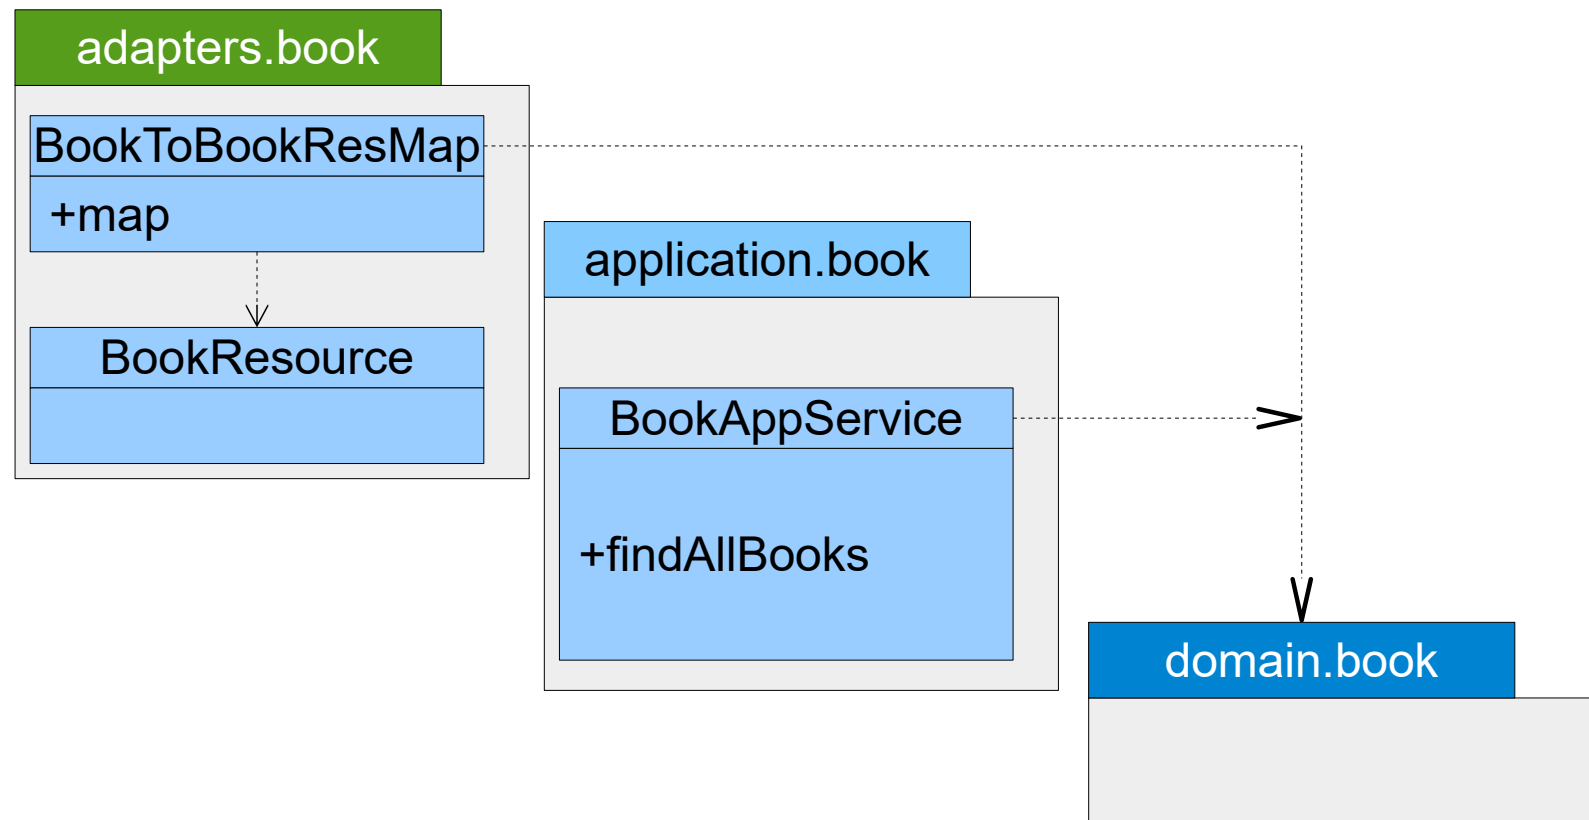 adapters.book
BookToBookResMap
+map
BookResource
application.book
BookAppService
+findAllBooks
domain.book